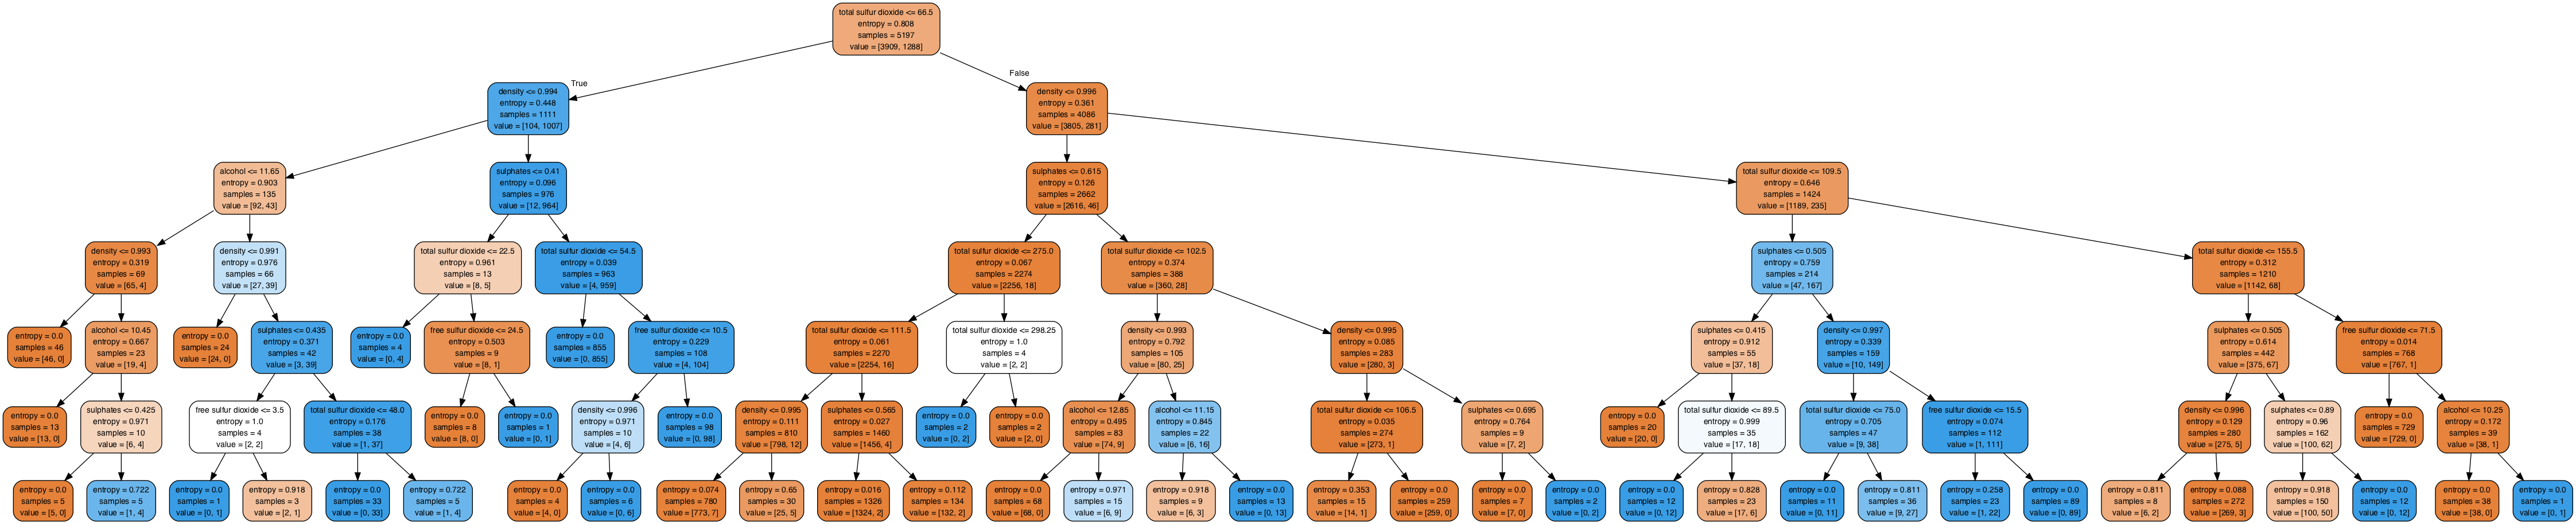 total sulfur dioxide <= 66.5
entropy = 0.808
samples = 5197
value = [3909, 1288]
True
False
density <= 0.994
entropy = 0.448
samples = 1111
value = [104, 1007]
density <= 0.996
entropy = 0.361
samples = 4086
value = [3805, 281]
alcohol <= 11.65
entropy = 0.903
samples = 135
value = [92, 43]
sulphates <= 0.41
entropy = 0.096
samples = 976
value = [12, 964]
sulphates <= 0.615
entropy = 0.126
samples = 2662
value = [2616, 46]
total sulfur dioxide <= 109.5
entropy = 0.646
samples = 1424
value = [1189, 235]
density <= 0.993
entropy = 0.319
samples = 69
value = [65, 4]
density <= 0.991
entropy = 0.976
samples = 66
value = [27, 39]
total sulfur dioxide <= 22.5
entropy = 0.961
samples = 13
value = [8, 5]
total sulfur dioxide <= 54.5
entropy = 0.039
samples = 963
value = [4, 959]
total sulfur dioxide <= 275.0
entropy = 0.067
samples = 2274
value = [2256, 18]
total sulfur dioxide <= 102.5
entropy = 0.374
samples = 388
value = [360, 28]
sulphates <= 0.505
entropy = 0.759
samples = 214
value = [47, 167]
total sulfur dioxide <= 155.5
entropy = 0.312
samples = 1210
value = [1142, 68]
entropy = 0.0
samples = 46
value = [46, 0]
alcohol <= 10.45
entropy = 0.667
samples = 23
value = [19, 4]
entropy = 0.0
samples = 24
value = [24, 0]
sulphates <= 0.435
entropy = 0.371
samples = 42
value = [3, 39]
entropy = 0.0
samples = 4
value = [0, 4]
free sulfur dioxide <= 24.5
entropy = 0.503
samples = 9
value = [8, 1]
entropy = 0.0
samples = 855
value = [0, 855]
free sulfur dioxide <= 10.5
entropy = 0.229
samples = 108
value = [4, 104]
total sulfur dioxide <= 111.5
entropy = 0.061
samples = 2270
value = [2254, 16]
total sulfur dioxide <= 298.25
entropy = 1.0
samples = 4
value = [2, 2]
density <= 0.993
entropy = 0.792
samples = 105
value = [80, 25]
density <= 0.995
entropy = 0.085
samples = 283
value = [280, 3]
sulphates <= 0.415
entropy = 0.912
samples = 55
value = [37, 18]
density <= 0.997
entropy = 0.339
samples = 159
value = [10, 149]
sulphates <= 0.505
entropy = 0.614
samples = 442
value = [375, 67]
free sulfur dioxide <= 71.5
entropy = 0.014
samples = 768
value = [767, 1]
entropy = 0.0
samples = 13
value = [13, 0]
sulphates <= 0.425
entropy = 0.971
samples = 10
value = [6, 4]
free sulfur dioxide <= 3.5
entropy = 1.0
samples = 4
value = [2, 2]
total sulfur dioxide <= 48.0
entropy = 0.176
samples = 38
value = [1, 37]
entropy = 0.0
samples = 8
value = [8, 0]
entropy = 0.0
samples = 1
value = [0, 1]
density <= 0.996
entropy = 0.971
samples = 10
value = [4, 6]
entropy = 0.0
samples = 98
value = [0, 98]
density <= 0.995
entropy = 0.111
samples = 810
value = [798, 12]
sulphates <= 0.565
entropy = 0.027
samples = 1460
value = [1456, 4]
entropy = 0.0
samples = 2
value = [0, 2]
entropy = 0.0
samples = 2
value = [2, 0]
alcohol <= 12.85
entropy = 0.495
samples = 83
value = [74, 9]
alcohol <= 11.15
entropy = 0.845
samples = 22
value = [6, 16]
total sulfur dioxide <= 106.5
entropy = 0.035
samples = 274
value = [273, 1]
sulphates <= 0.695
entropy = 0.764
samples = 9
value = [7, 2]
entropy = 0.0
samples = 20
value = [20, 0]
total sulfur dioxide <= 89.5
entropy = 0.999
samples = 35
value = [17, 18]
total sulfur dioxide <= 75.0
entropy = 0.705
samples = 47
value = [9, 38]
free sulfur dioxide <= 15.5
entropy = 0.074
samples = 112
value = [1, 111]
density <= 0.996
entropy = 0.129
samples = 280
value = [275, 5]
sulphates <= 0.89
entropy = 0.96
samples = 162
value = [100, 62]
entropy = 0.0
samples = 729
value = [729, 0]
alcohol <= 10.25
entropy = 0.172
samples = 39
value = [38, 1]
entropy = 0.0
samples = 5
value = [5, 0]
entropy = 0.722
samples = 5
value = [1, 4]
entropy = 0.0
samples = 1
value = [0, 1]
entropy = 0.918
samples = 3
value = [2, 1]
entropy = 0.0
samples = 33
value = [0, 33]
entropy = 0.722
samples = 5
value = [1, 4]
entropy = 0.0
samples = 4
value = [4, 0]
entropy = 0.0
samples = 6
value = [0, 6]
entropy = 0.074
samples = 780
value = [773, 7]
entropy = 0.65
samples = 30
value = [25, 5]
entropy = 0.016
samples = 1326
value = [1324, 2]
entropy = 0.112
samples = 134
value = [132, 2]
entropy = 0.0
samples = 68
value = [68, 0]
entropy = 0.971
samples = 15
value = [6, 9]
entropy = 0.918
samples = 9
value = [6, 3]
entropy = 0.0
samples = 13
value = [0, 13]
entropy = 0.353
samples = 15
value = [14, 1]
entropy = 0.0
samples = 259
value = [259, 0]
entropy = 0.0
samples = 7
value = [7, 0]
entropy = 0.0
samples = 2
value = [0, 2]
entropy = 0.0
samples = 12
value = [0, 12]
entropy = 0.828
samples = 23
value = [17, 6]
entropy = 0.0
samples = 11
value = [0, 11]
entropy = 0.811
samples = 36
value = [9, 27]
entropy = 0.258
samples = 23
value = [1, 22]
entropy = 0.0
samples = 89
value = [0, 89]
entropy = 0.811
samples = 8
value = [6, 2]
entropy = 0.088
samples = 272
value = [269, 3]
entropy = 0.918
samples = 150
value = [100, 50]
entropy = 0.0
samples = 12
value = [0, 12]
entropy = 0.0
samples = 38
value = [38, 0]
entropy = 0.0
samples = 1
value = [0, 1]